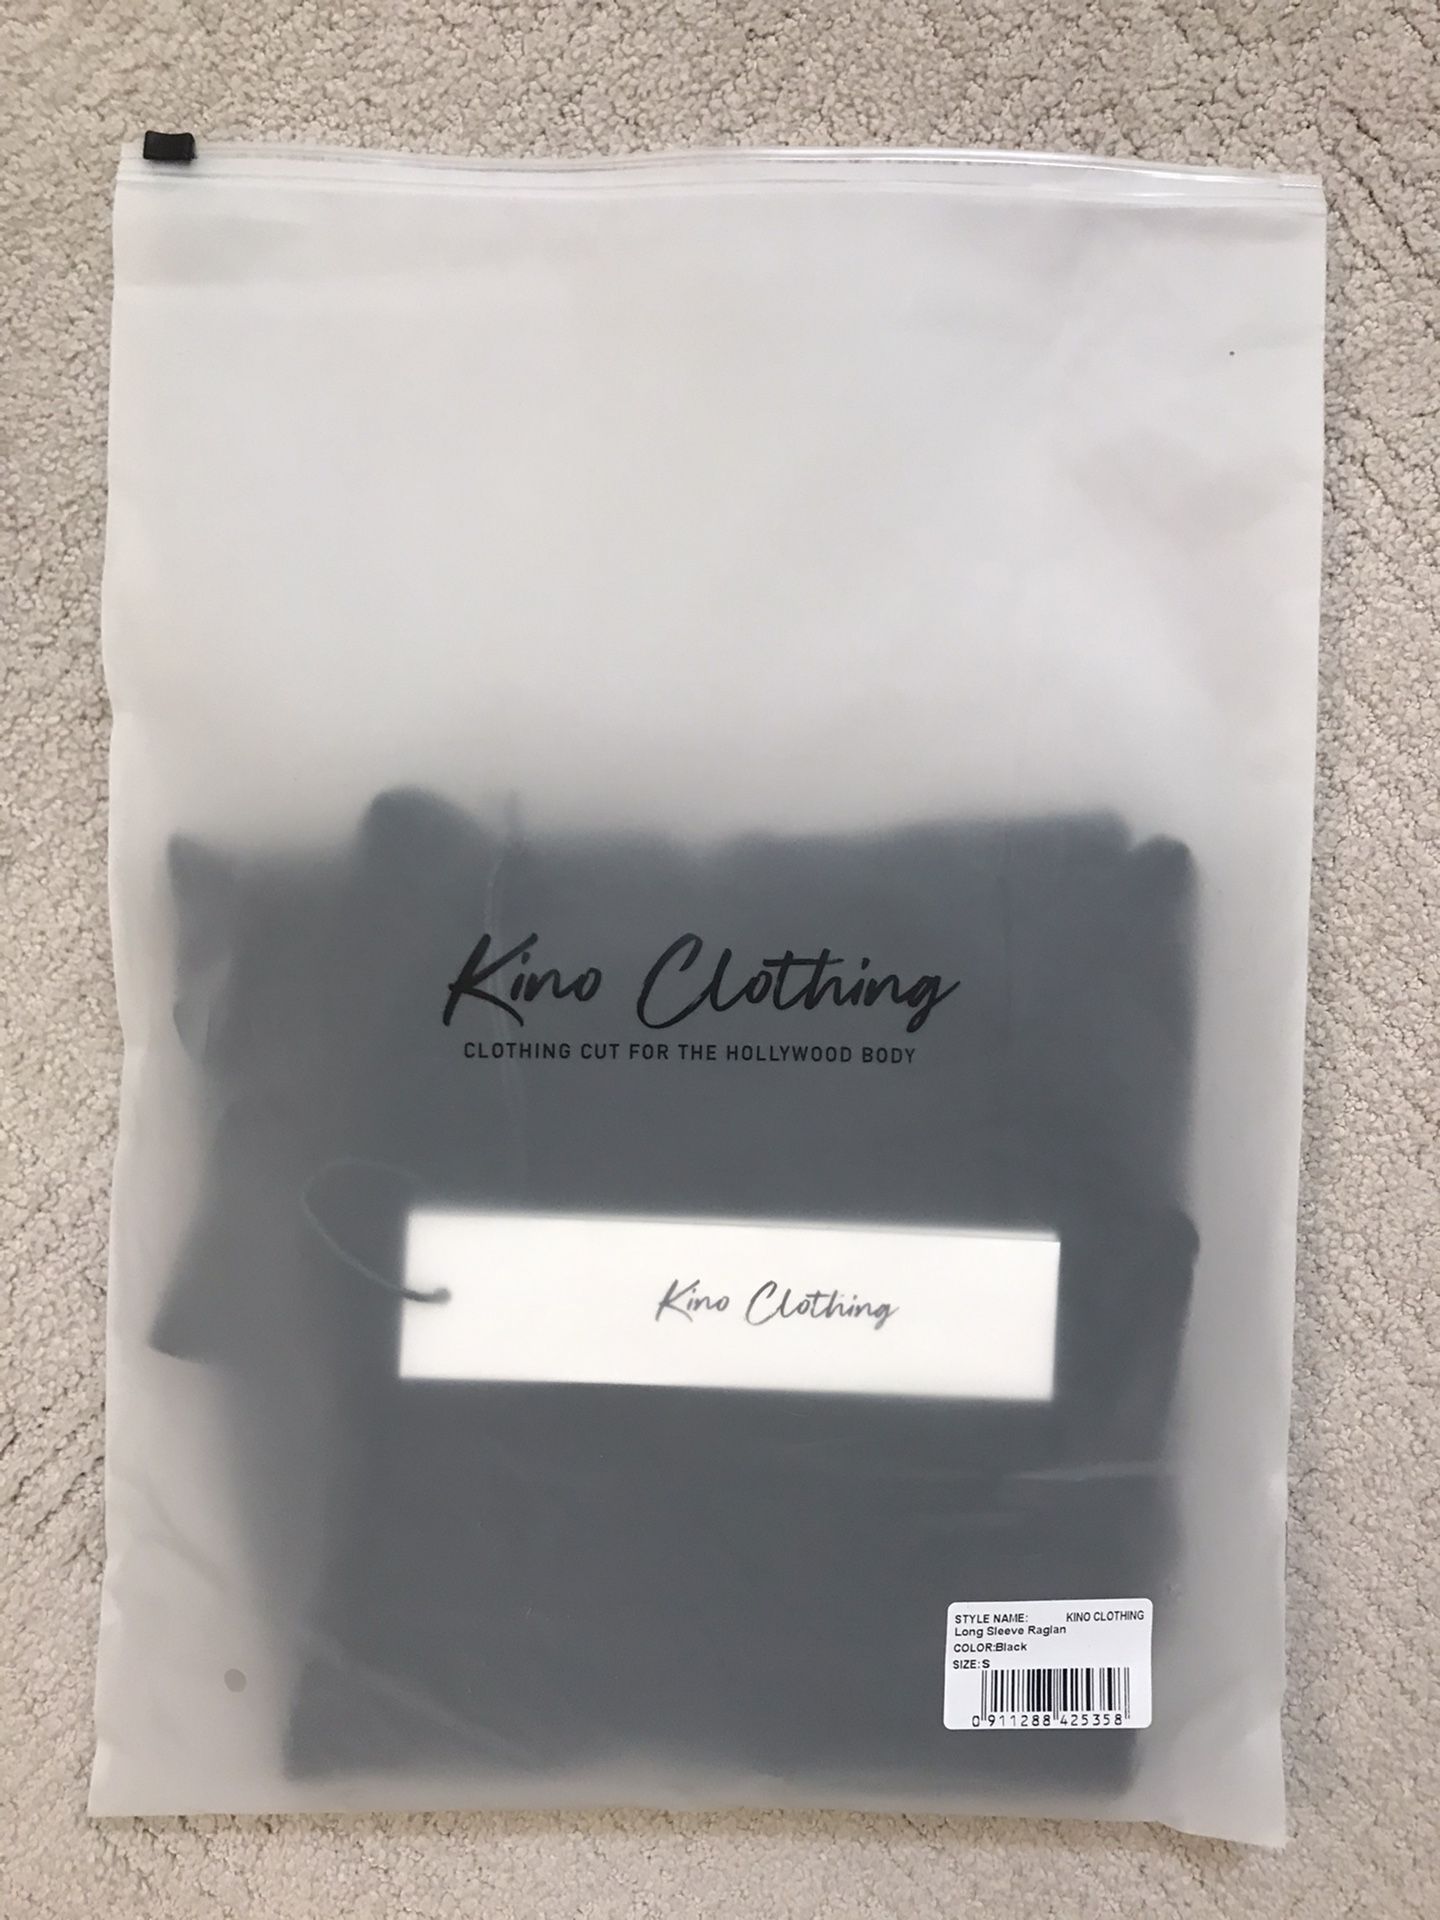 Kino Clothing
CLOTHING CUT FOR THE HOLLYWOOD BODY
Kino Clothing
STYLE NAME: KINO CLOTHING
Long Sleeve Raglan
COLOR:Black
SIZE:S
0 911288 425358